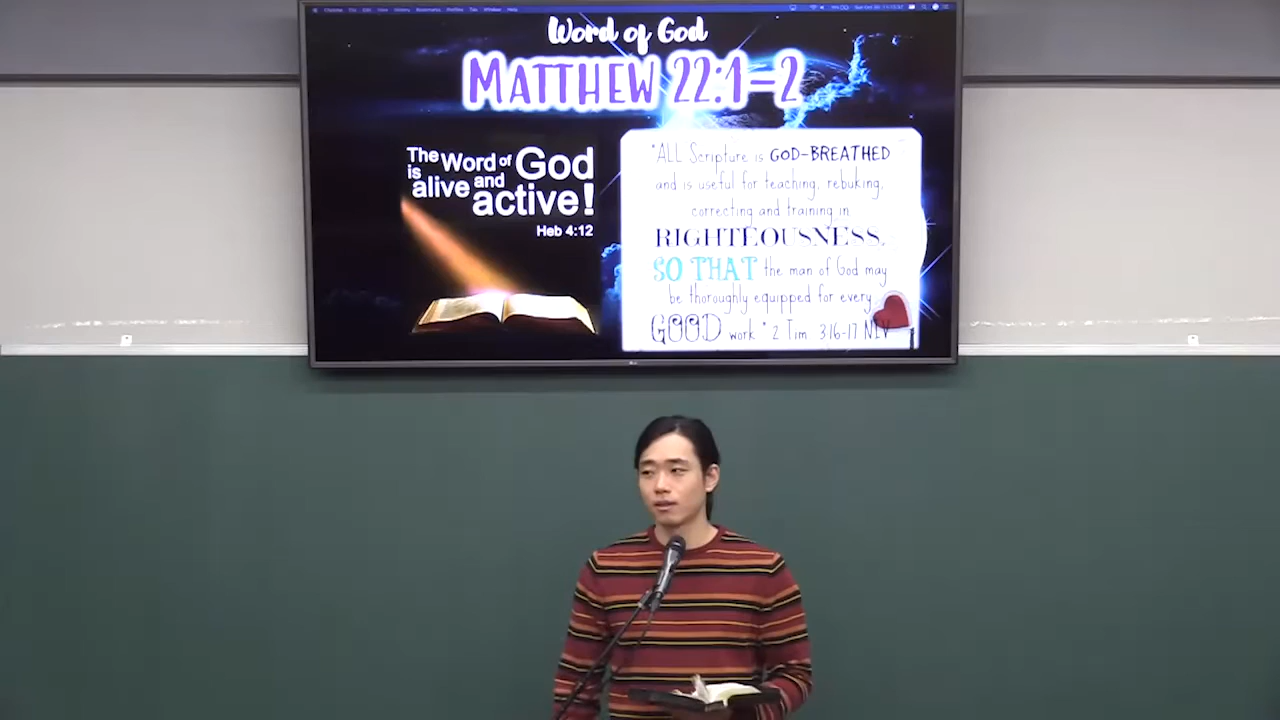 Word of God
MATTHEW 22:1-2
The Word of God
is alive and active!
Heb 4:12
"ALL Scripture is GOD-BREATHED
and is useful for teaching, rebuking,
correcting and training in
RIGHTEOUSNESS,
SO THAT the man of God may
be thoroughly equipped for every
GOOD work." 2 Tim 3:16-17 NIV
LG